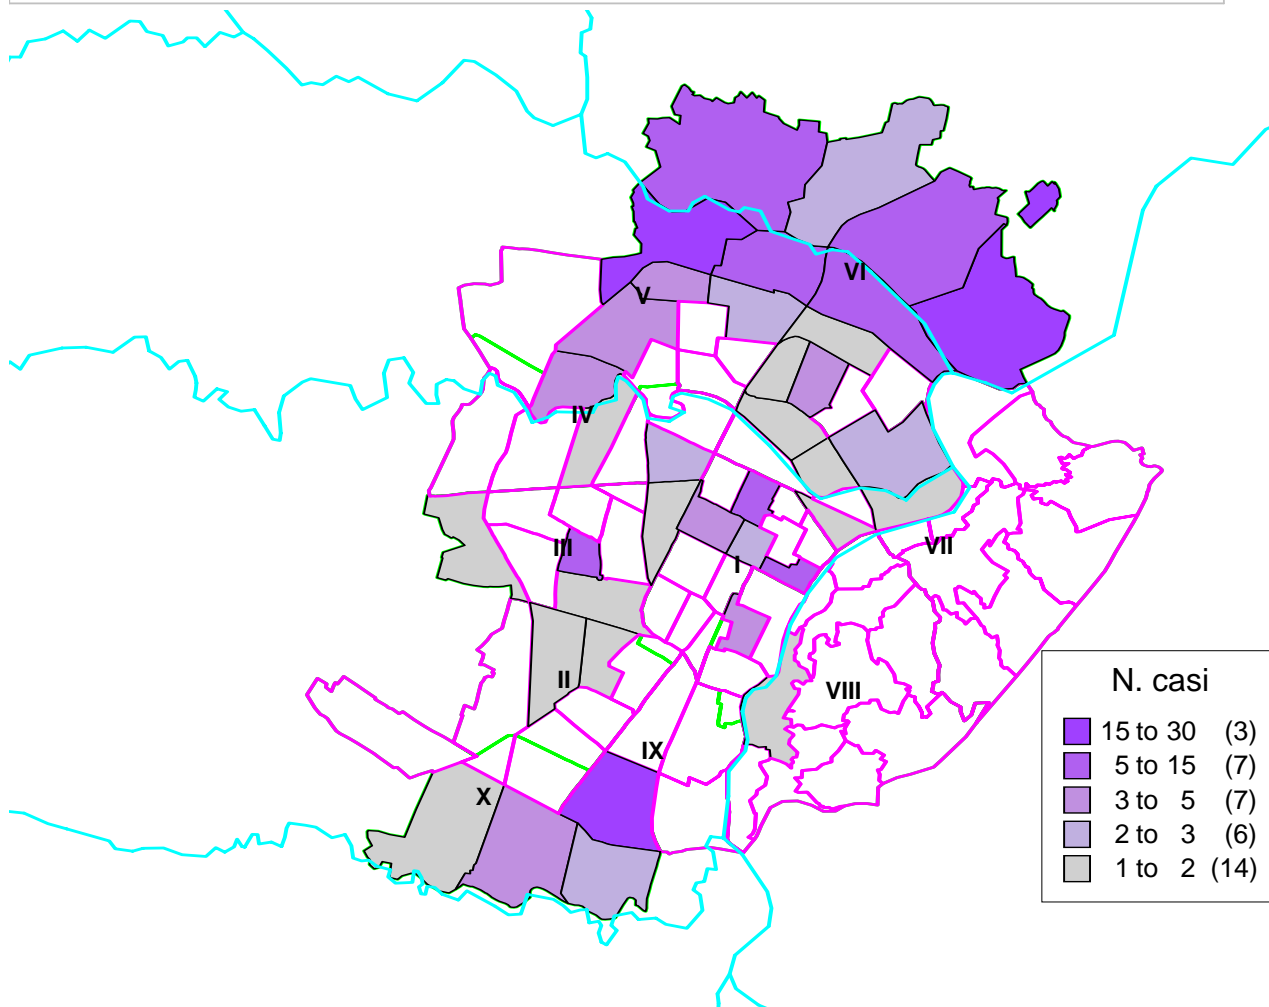 VI
V
IV
III
VII
I
II
VIII
IX
X
N. casi
15 to 30 (3)
5 to 15 (7)
3 to 5 (7)
2 to 3 (6)
1 to 2 (14)